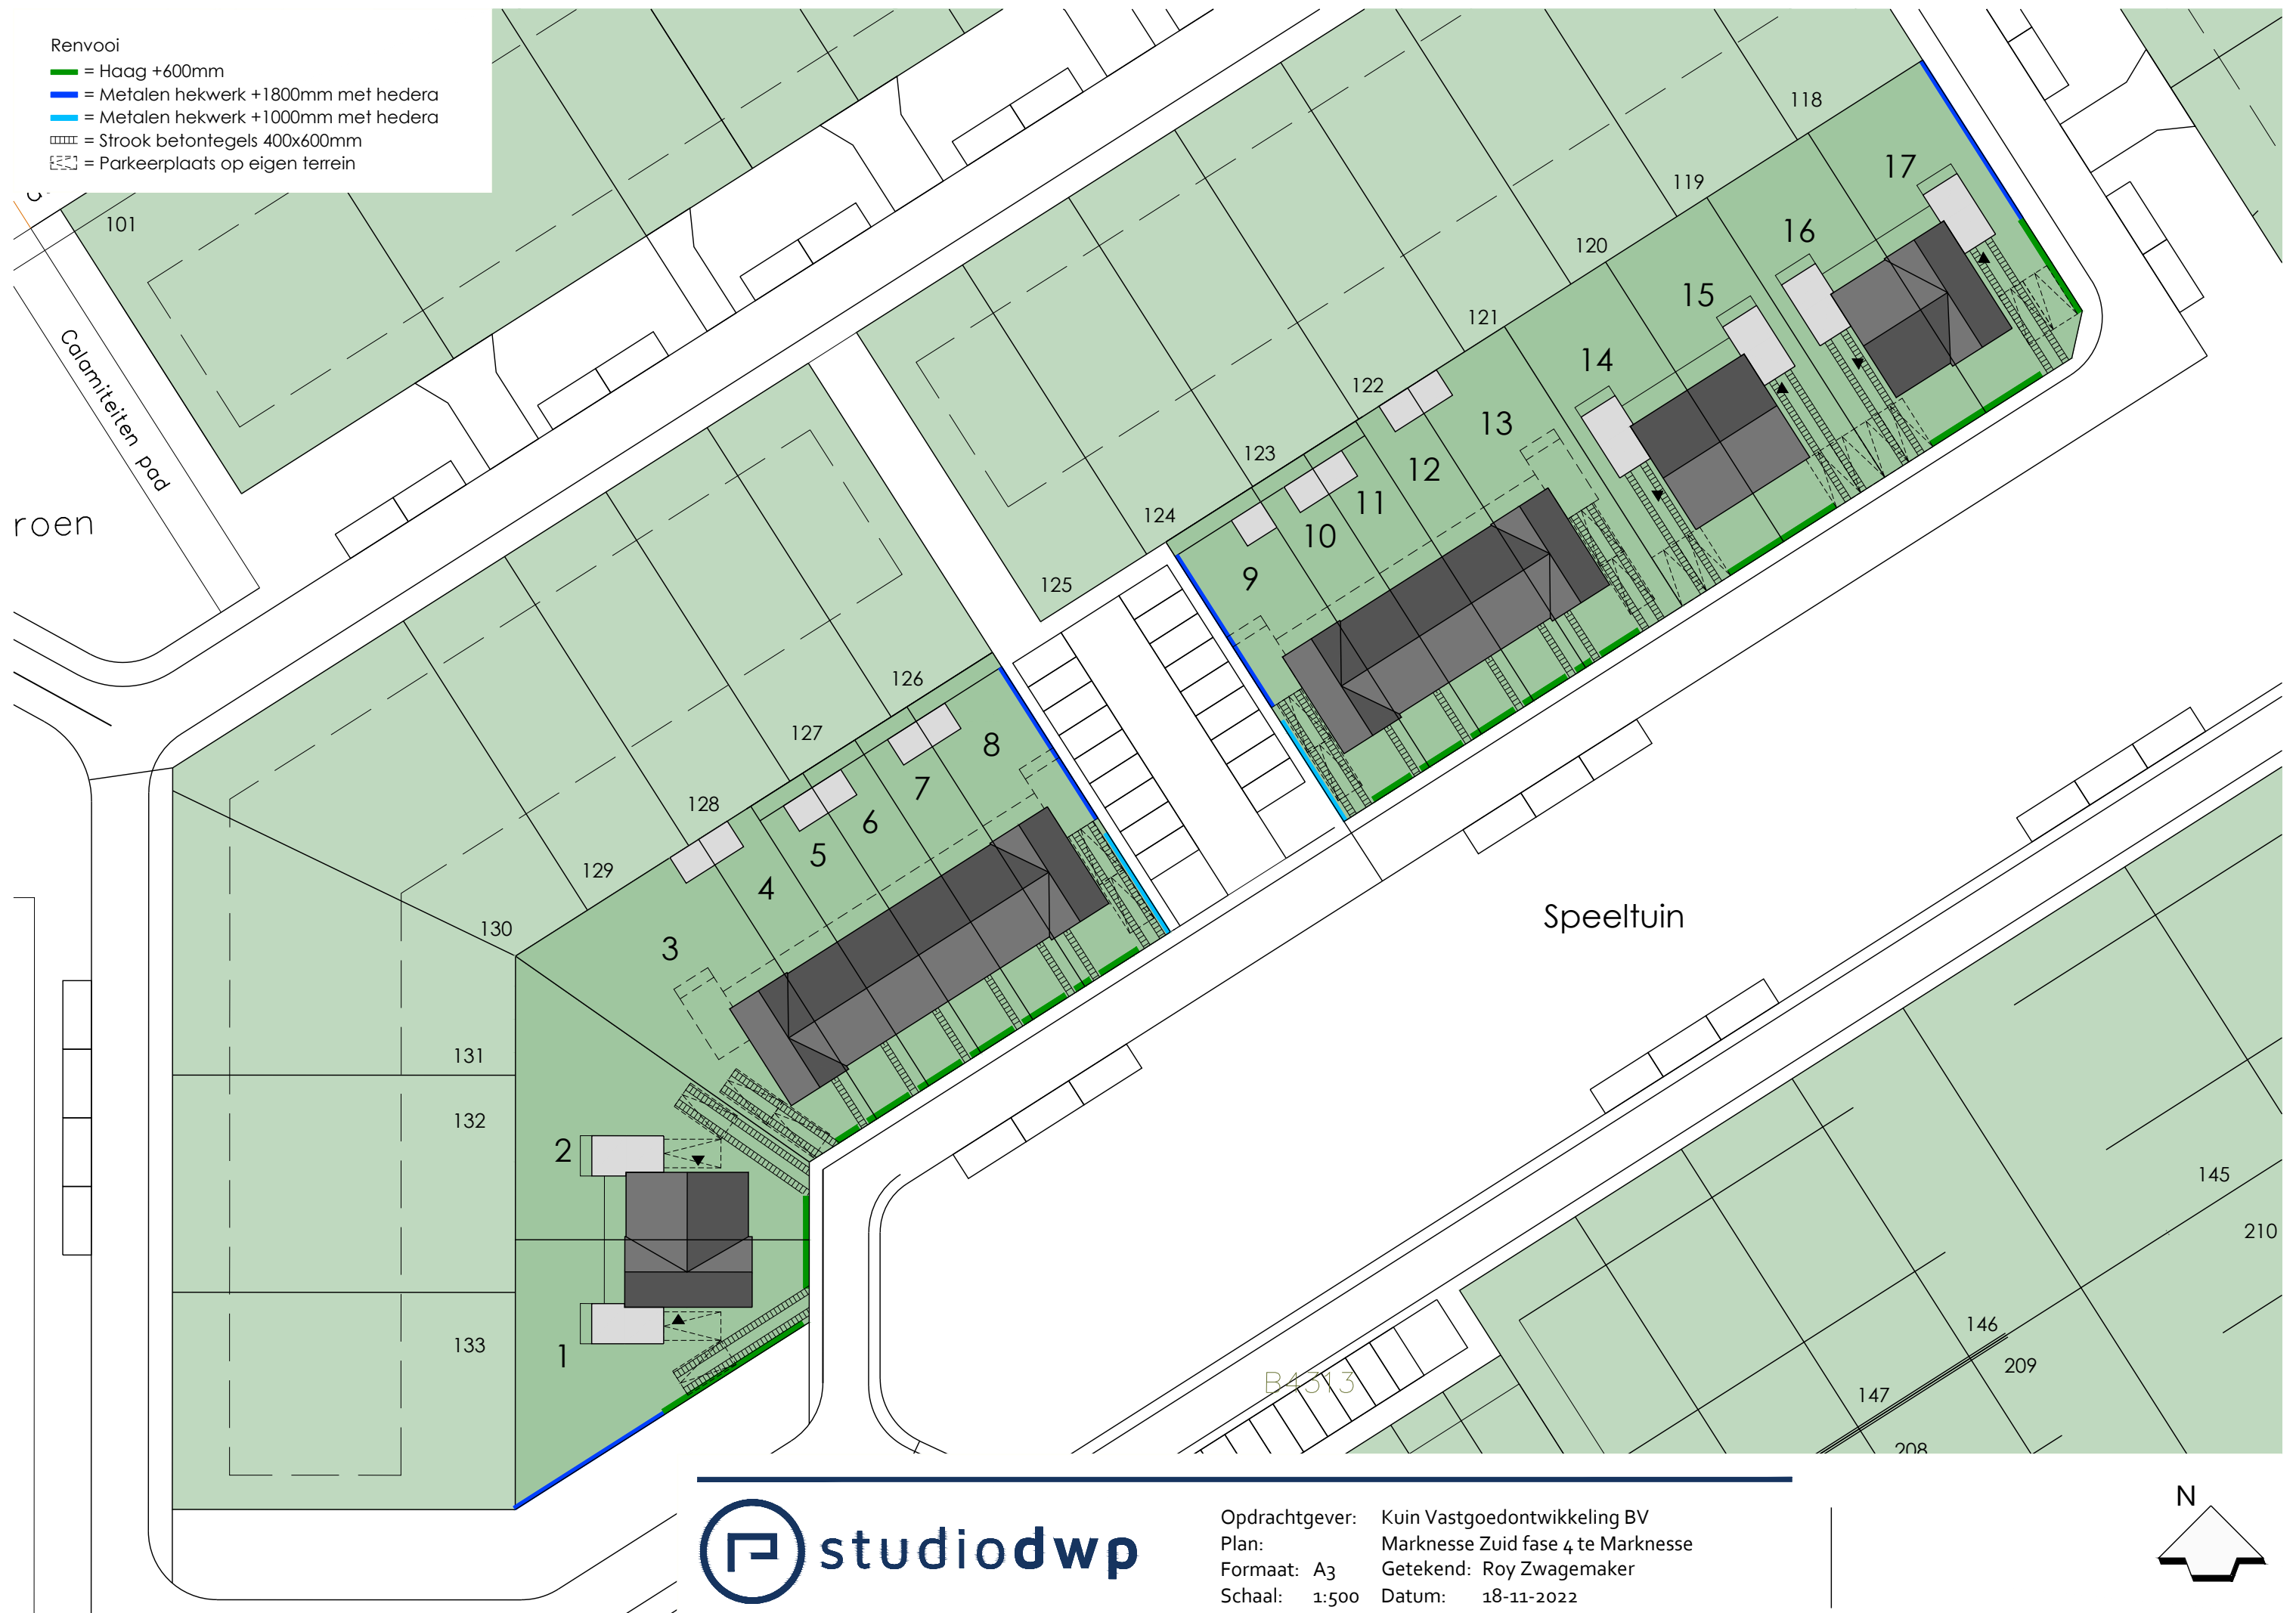 Renvooi
= Haag +600mm
= Metalen hekwerk +1800mm met hedera
= Metalen hekwerk +1000mm met hedera
= Strook betontegels 400x600mm
= Parkeerplaats op eigen terrein
101
Calamiteiten pad
roen
118
17
119
16
120
15
121
14
122
13
123
12
11
124
10
9
125
126
8
127
7
128
6
5
129
4
130
3
Speeltuin
131
132
2
133
1
145
210
146
209
147
208
B4313
N
studiodwp
Opdrachtgever: Kuin Vastgoedontwikkeling BV
Plan: Marknesse Zuid fase 4 te Marknesse
Formaat: A3 Getekend: Roy Zwagemaker
Schaal: 1:500 Datum: 18-11-2022